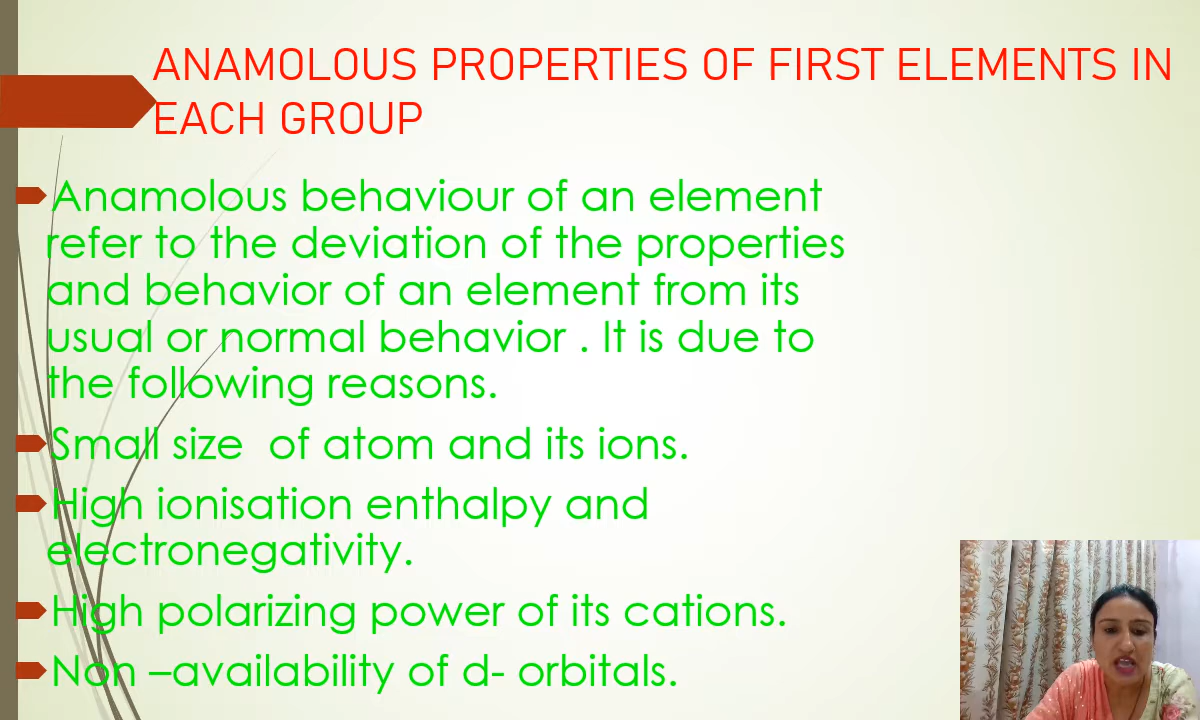 ANAMOLOUS PROPERTIES OF FIRST ELEMENTS IN
EACH GROUP
Anamolous behaviour of an element
refer to the deviation of the properties
and behavior of an element from its
usual or normal behavior . It is due to
the following reasons.
Small size  of atom and its ions.
High ionisation enthalpy and
electronegativity.
High polarizing power of its cations.
Non –availability of d- orbitals.